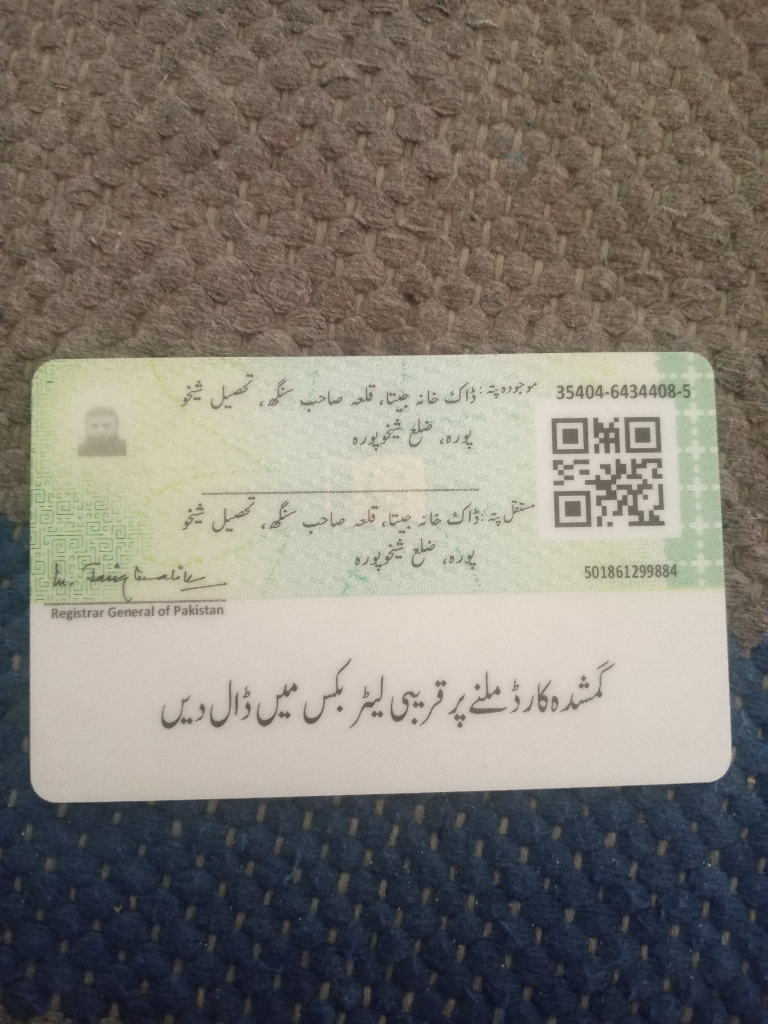 35404-6434408-5
موجودہ پتہ: ڈاک خانہ جیتا، قلعہ صاحب سنگھ، تحصیل شیخو
پورہ، ضلع شیخوپورہ
مستقل پتہ: ڈاک خانہ جیتا، قلعہ صاحب سنگھ، تحصیل شیخو
پورہ، ضلع شیخوپورہ
501861299884
Registrar General of Pakistan
گمشدہ کارڈ ملنے پر قریبی لیٹر بکس میں ڈال دیں